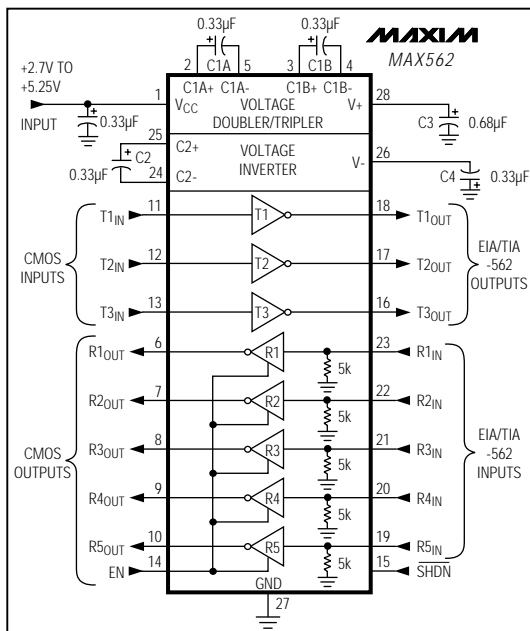 0.33µF 0.33µF
MAXIM
MAX562
2 C1A 5 3 C1B 4
+2.7V TO
+5.25V
C1A+ C1A- C1B+ C1B-
INPUT
1 VCC VOLTAGE DOUBLER/TRIPLER V+ 28
0.33µF
C3 0.68µF
25 C2+
C2
0.33µF
24 C2-
VOLTAGE
INVERTER
V- 26
C4 0.33µF
CMOS
INPUTS
T1IN 11 T1 18 T1OUT
T2IN 12 T2 17 T2OUT
T3IN 13 T3 16 T3OUT
EIA/TIA
-562
OUTPUTS
CMOS
OUTPUTS
R1OUT 6 R1 23 R1IN
5k
R2OUT 7 R2 22 R2IN
5k
R3OUT 8 R3 21 R3IN
5k
R4OUT 9 R4 20 R4IN
5k
R5OUT 10 R5 19 R5IN
5k
EIA/TIA
-562
INPUTS
EN 14 15 SHDN
GND
27